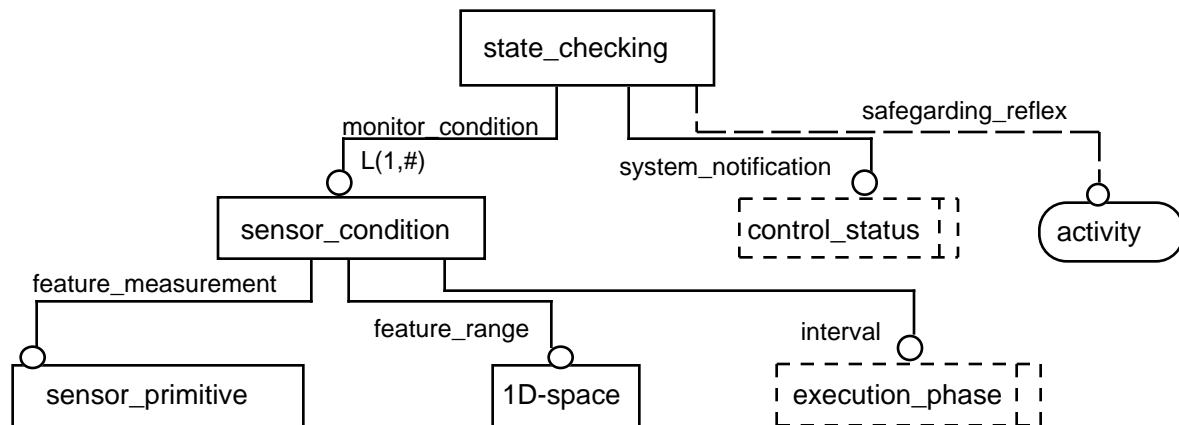 state_checking
safegarding_reflex
monitor_condition
L(1,#)
system_notification
sensor_condition
control_status
activity
feature_measurement
feature_range
interval
sensor_primitive
1D-space
execution_phase